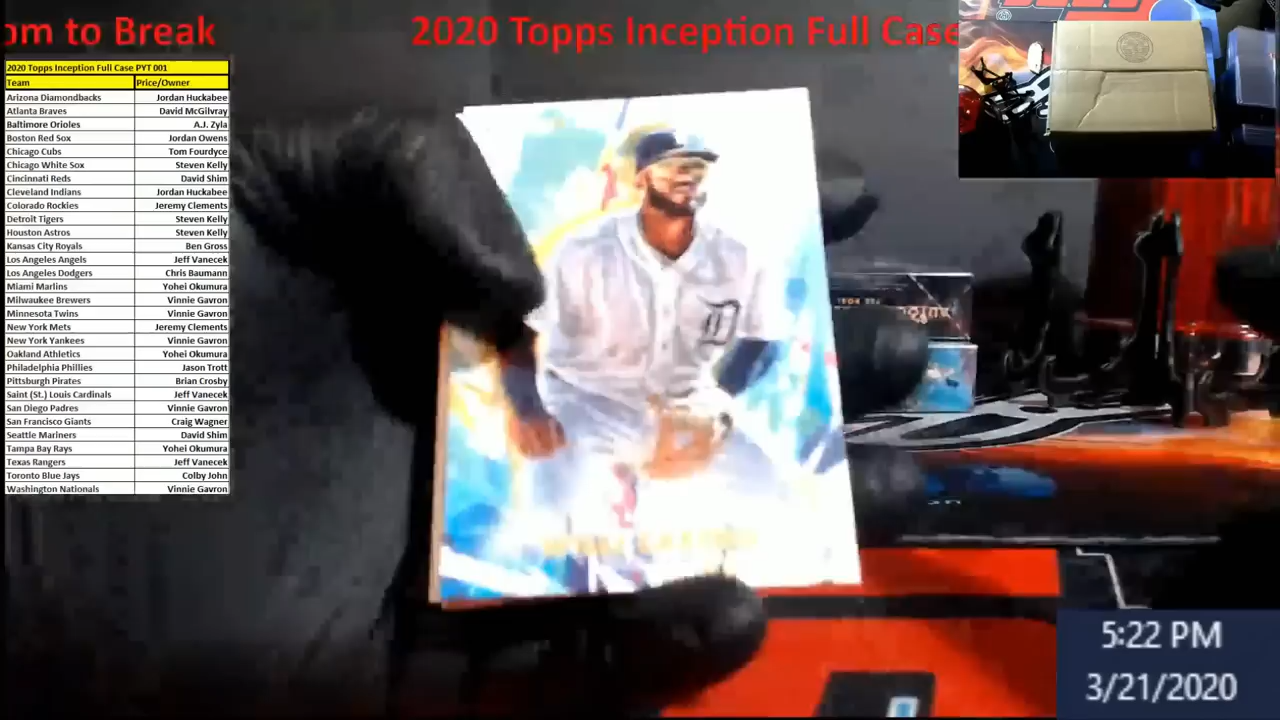 om to Break
2020 Topps Inception Full Case
2020 Topps Inception Full Case PYT 001
Team Price/Owner
Arizona Diamondbacks Jordan Huckabee
Atlanta Braves David McGilvray
Baltimore Orioles A.J. Zyla
Boston Red Sox Jordan Owens
Chicago Cubs Tom Fourdyce
Chicago White Sox Steven Kelly
Cincinnati Reds David Shim
Cleveland Indians Jordan Huckabee
Colorado Rockies Jeremy Clements
Detroit Tigers Steven Kelly
Houston Astros Steven Kelly
Kansas City Royals Ben Gross
Los Angeles Angels Jeff Vanecek
Los Angeles Dodgers Chris Baumann
Miami Marlins Yohei Okumura
Milwaukee Brewers Vinnie Gavron
Minnesota Twins Vinnie Gavron
New York Mets Jeremy Clements
New York Yankees Vinnie Gavron
Oakland Athletics Yohei Okumura
Philadelphia Phillies Jason Trott
Pittsburgh Pirates Brian Crosby
Saint (St.) Louis Cardinals Jeff Vanecek
San Diego Padres Vinnie Gavron
San Francisco Giants Craig Wagner
Seattle Mariners David Shim
Tampa Bay Rays Yohei Okumura
Texas Rangers Jeff Vanecek
Toronto Blue Jays Colby John
Washington Nationals Vinnie Gavron
D
5:22 PM
3/21/2020